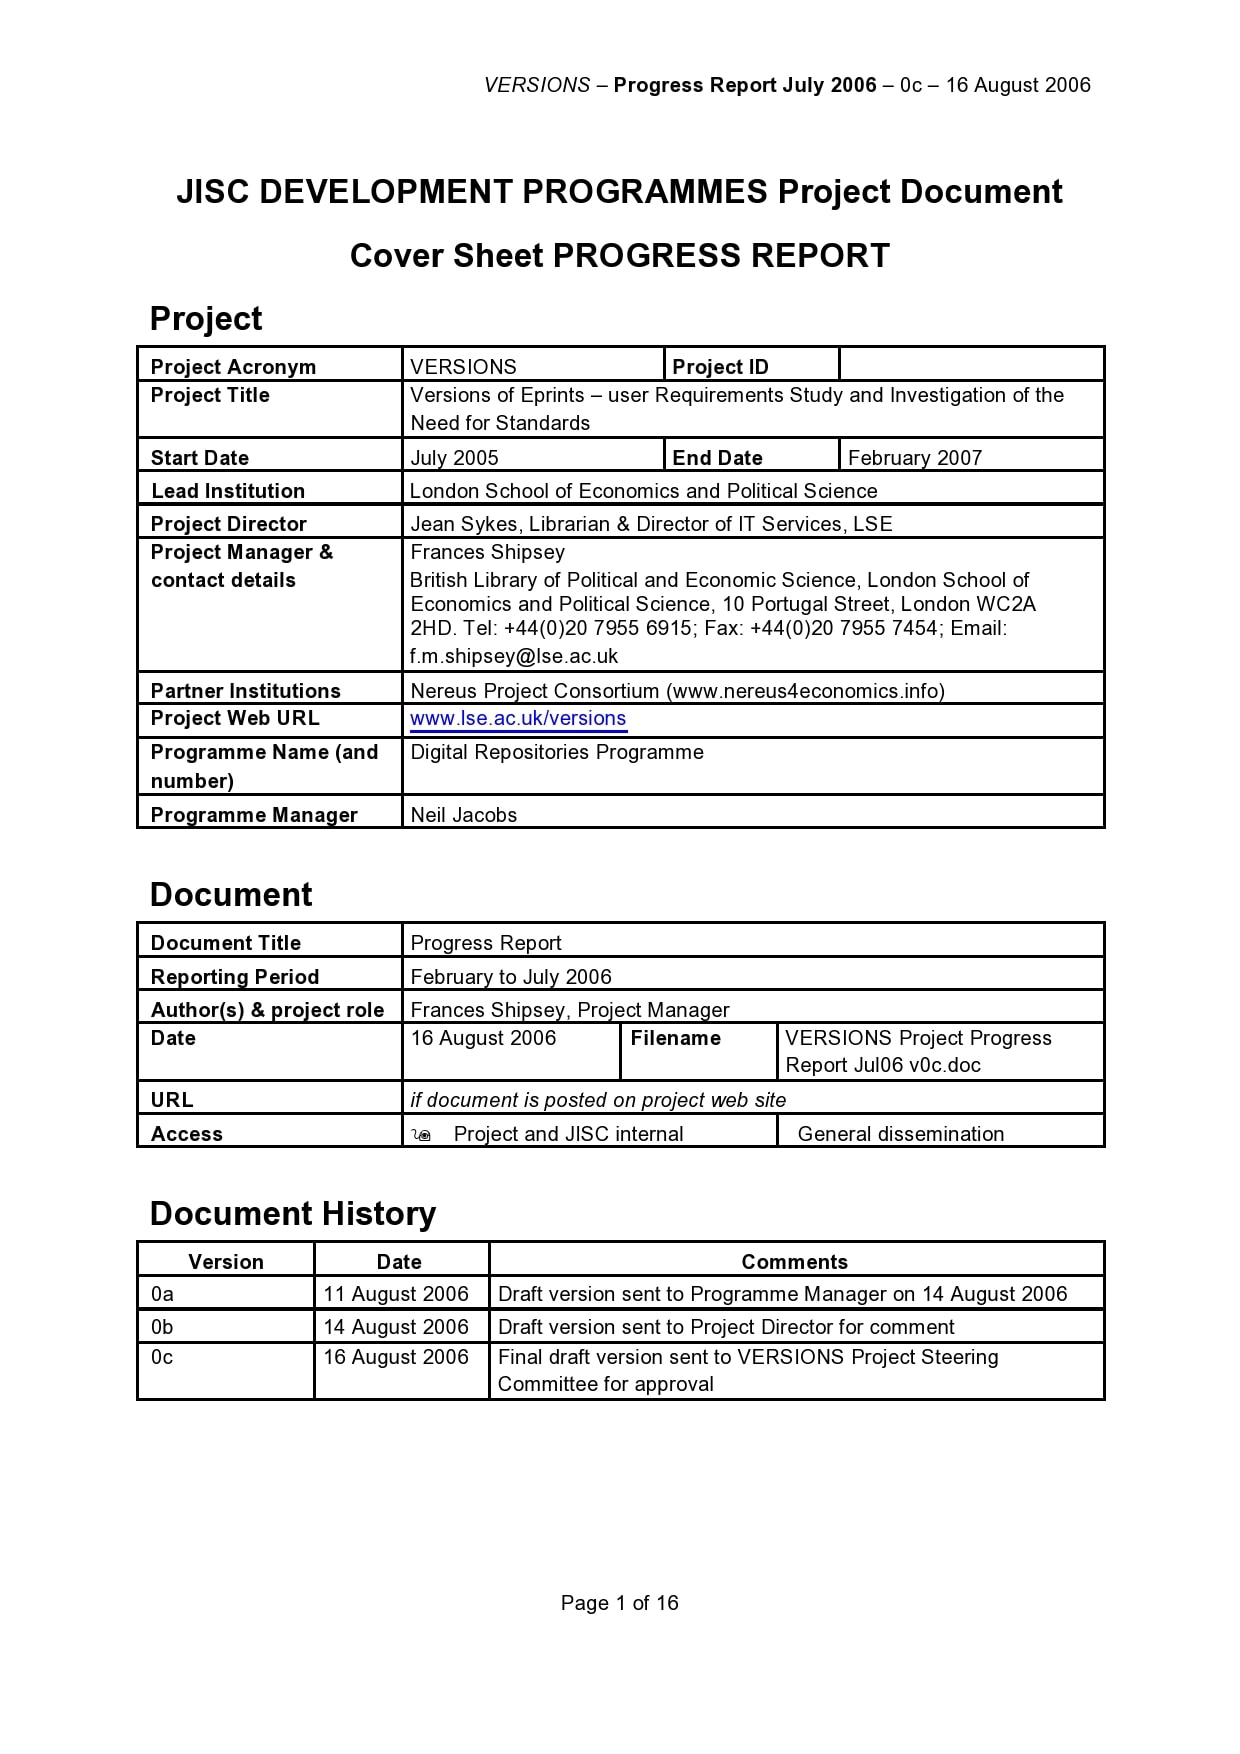 VERSIONS – Progress Report July 2006 – 0c – 16 August 2006
JISC DEVELOPMENT PROGRAMMES Project Document
Cover Sheet PROGRESS REPORT
Project
Project Acronym VERSIONS Project ID
Project Title Versions of Eprints – user Requirements Study and Investigation of the
Need for Standards
Start Date July 2005 End Date February 2007
Lead Institution London School of Economics and Political Science
Project Director Jean Sykes, Librarian & Director of IT Services, LSE
Project Manager & Frances Shipsey
contact details British Library of Political and Economic Science, London School of
Economics and Political Science, 10 Portugal Street, London WC2A
2HD. Tel: +44(0)20 7955 6915; Fax: +44(0)20 7955 7454; Email:
f.m.shipsey@lse.ac.uk
Partner Institutions Nereus Project Consortium (www.nereus4economics.info)
Project Web URL www.lse.ac.uk/versions
Programme Name (and Digital Repositories Programme
number)
Programme Manager Neil Jacobs
Document
Document Title Progress Report
Reporting Period February to July 2006
Author(s) & project role Frances Shipsey, Project Manager
Date 16 August 2006 Filename VERSIONS Project Progress
Report Jul06 v0c.doc
URL if document is posted on project web site
Access Project and JISC internal General dissemination
Document History
Version Date Comments
0a 11 August 2006 Draft version sent to Programme Manager on 14 August 2006
0b 14 August 2006 Draft version sent to Project Director for comment
0c 16 August 2006 Final draft version sent to VERSIONS Project Steering
Committee for approval
Page 1 of 16